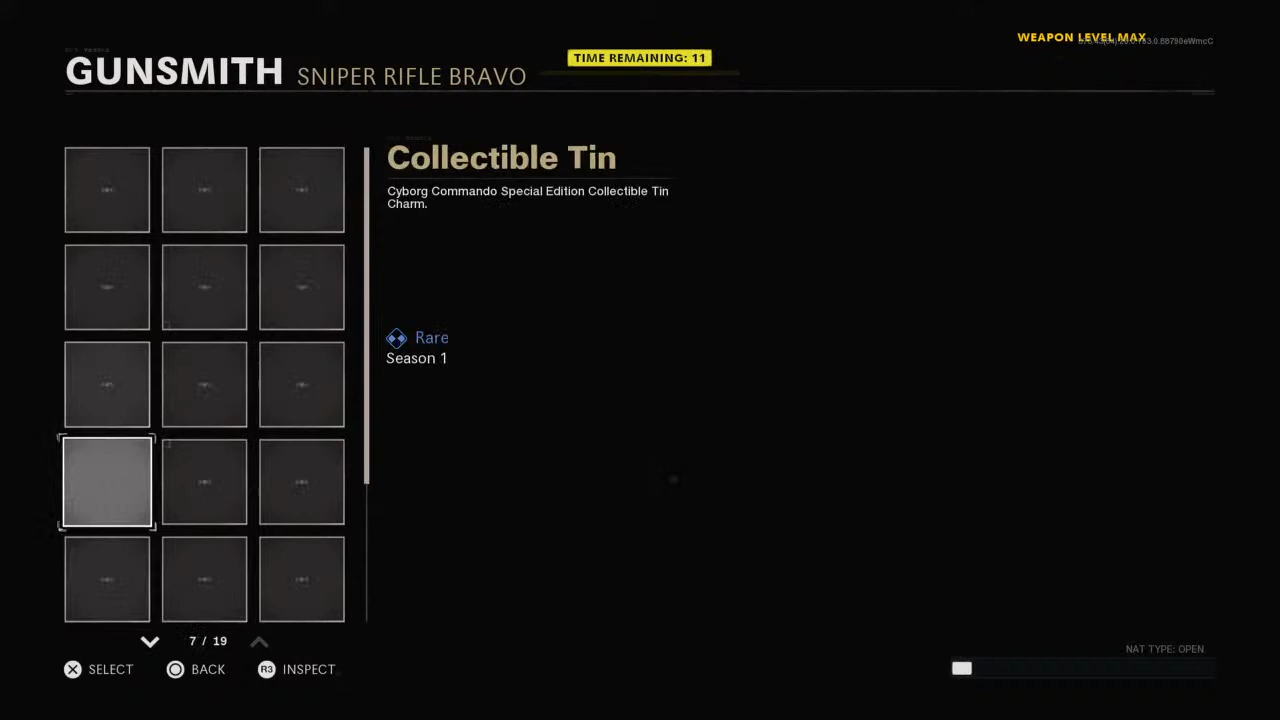 WEAPON LEVEL MAX
TIME REMAINING: 11
GUNSMITH SNIPER RIFLE BRAVO
Collectible Tin
Cyborg Commando Special Edition Collectible Tin
Charm.
Rare
Season 1
7 / 19
SELECT BACK R3 INSPECT
NAT TYPE: OPEN